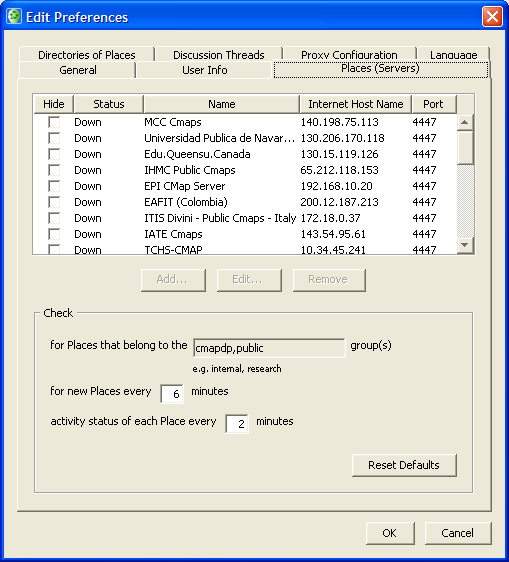 Edit Preferences
Directories of Places Discussion Threads Proxy Configuration Language
General User Info Places (Servers)
Hide Status Name Internet Host Name Port
Down MCC Cmaps 140.198.75.113 4447
Down Universidad Publica de Navar... 130.206.170.118 4447
Down Edu.Queensu.Canada 130.15.119.126 4447
Down IHMC Public Cmaps 65.212.118.153 4447
Down EPI CMap Server 192.168.10.20 4447
Down EAFIT (Colombia) 200.12.187.213 4447
Down ITIS Divini - Public Cmaps - Italy 172.18.0.37 4447
Down IATE Cmaps 143.54.95.61 4447
Down TCHS-CMAP 10.34.45.241 4447
Add... Edit... Remove
Check
for Places that belong to the cmapdp,public group(s)
e.g. internal, research
for new Places every 6 minutes
activity status of each Place every 2 minutes
Reset Defaults
OK Cancel